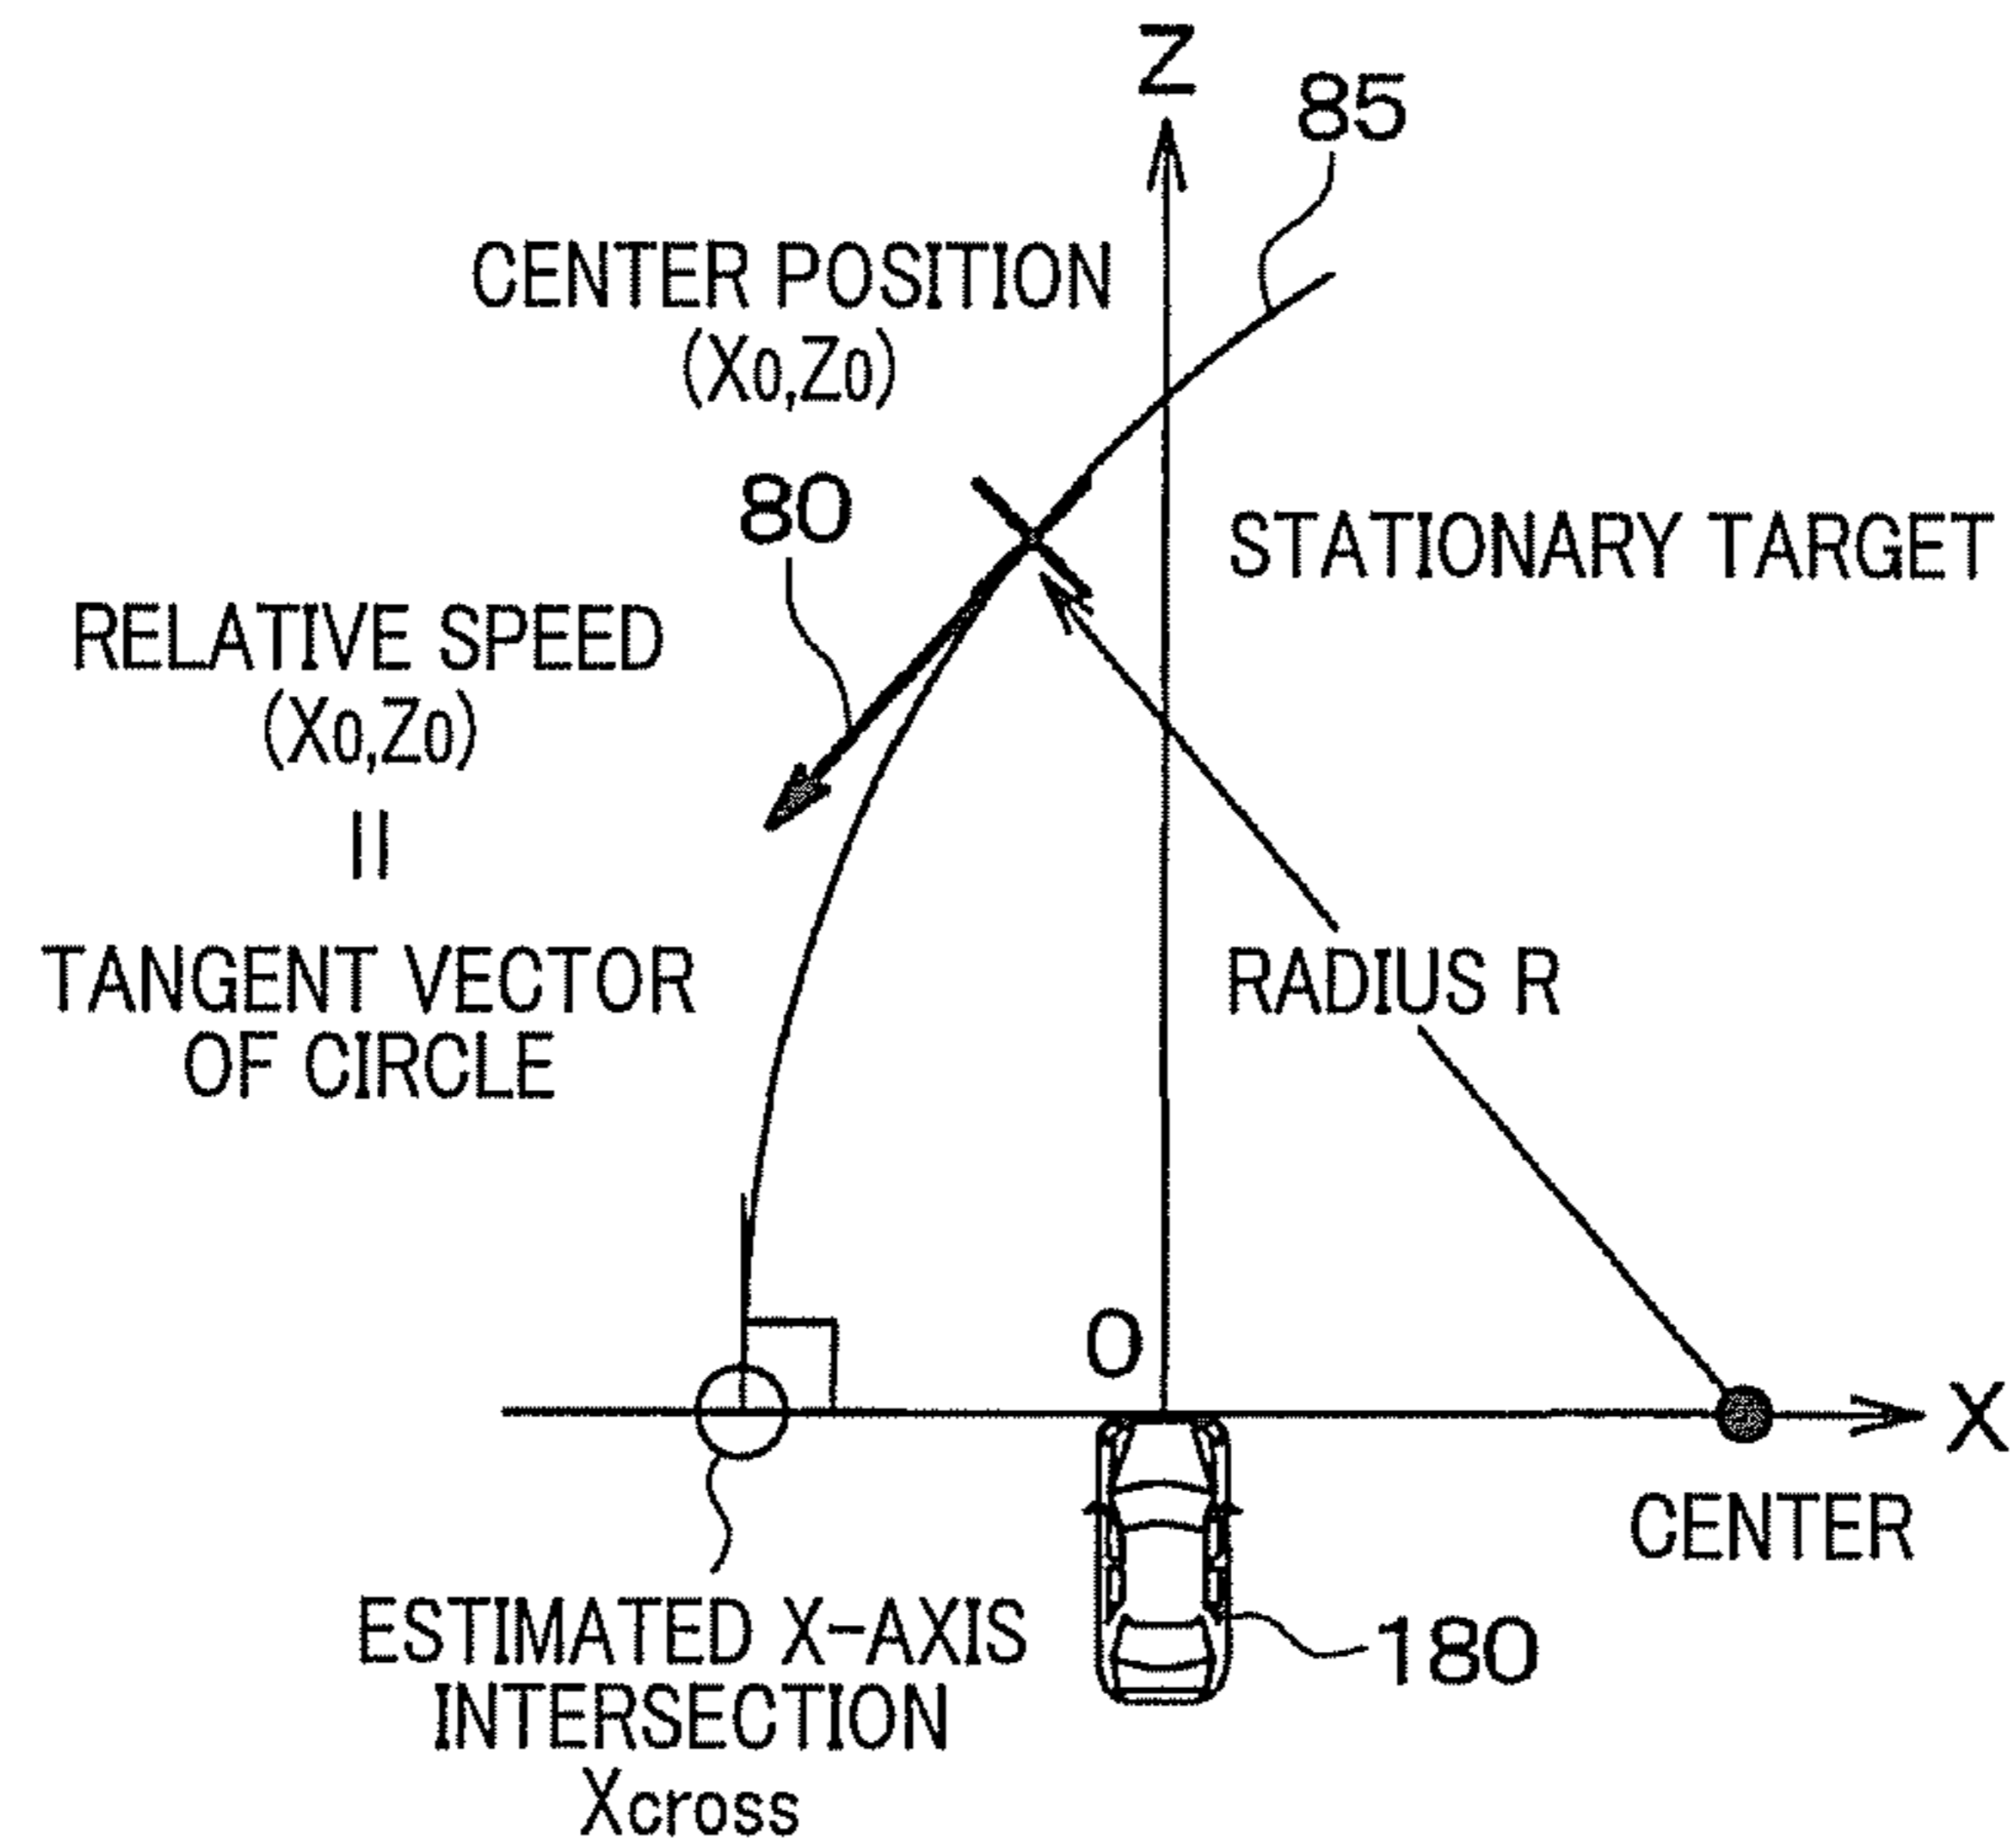 Z
85
CENTER POSITION
(X0,Z0)
80
STATIONARY TARGET
RELATIVE SPEED
(X0,Z0)
||
TANGENT VECTOR
OF CIRCLE
RADIUS R
O
X
CENTER
ESTIMATED X-AXIS
INTERSECTION
Xcross
180